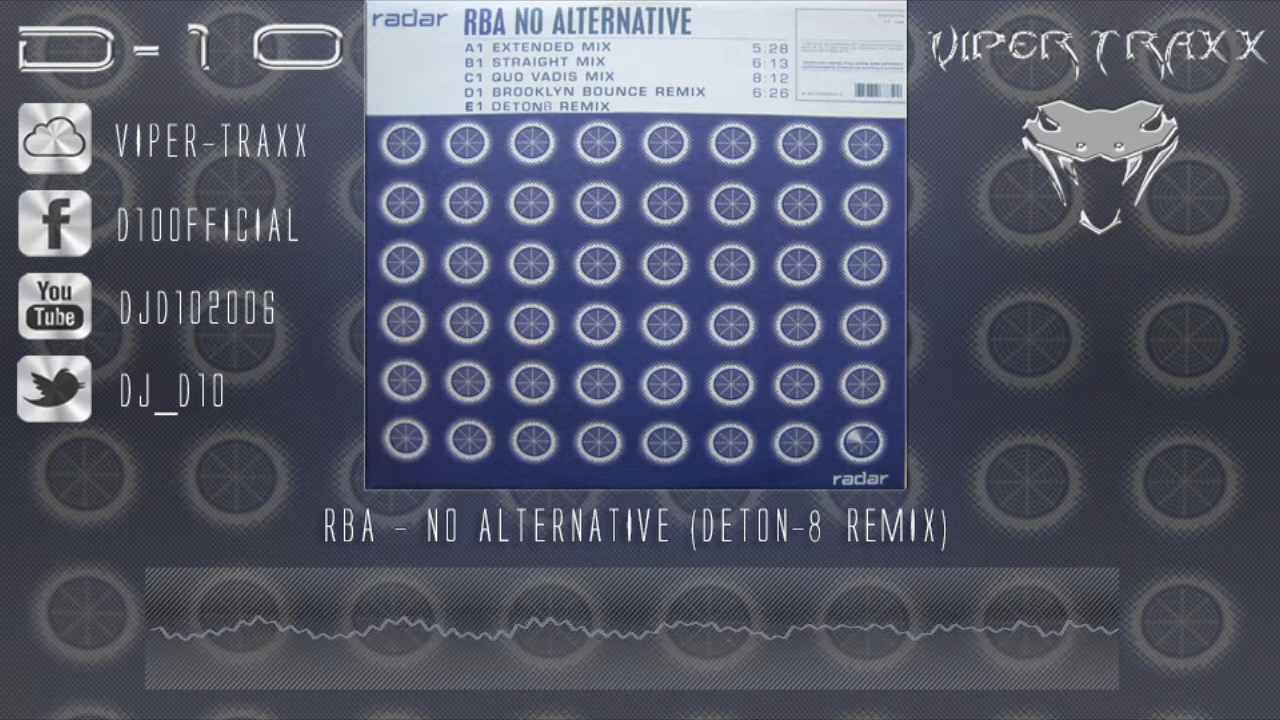 D-10
VIPER-TRAXX
D10OFFICIAL
You
Tube
DJD102006
DJ_D10
radar
RBA NO ALTERNATIVE
A1 EXTENDED MIX 5:28
B1 STRAIGHT MIX 6:13
C1 QUO VADIS MIX 8:12
D1 BROOKLYN BOUNCE REMIX 6:26
E1 DETON8 REMIX
radar
VIPER TRAXX
RBA - NO ALTERNATIVE (DETON-8 REMIX)